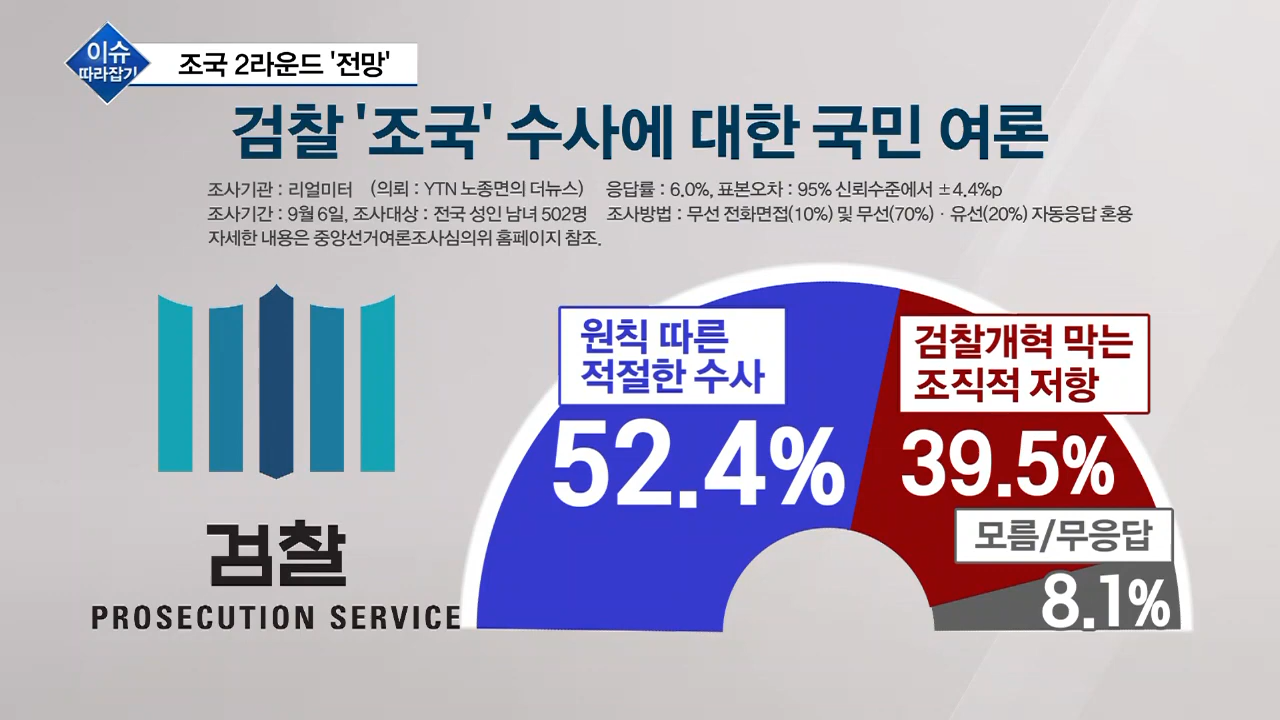 이슈
따라잡기
조국 2라운드 '전망'
검찰 '조국' 수사에 대한 국민 여론
조사기관 : 리얼미터 (의뢰 : YTN 노종면의 더뉴스) 응답률 : 6.0%, 표본오차 : 95% 신뢰수준에서 ±4.4%p
조사기간 : 9월 6일, 조사대상 : 전국 성인 남녀 502명 조사방법 : 무선 전화면접(10%) 및 무선(70%)·유선(20%) 자동응답 혼용
자세한 내용은 중앙선거여론조사심의위 홈페이지 참조.
원칙 따른
적절한 수사
52.4%
검찰개혁 막는
조직적 저항
39.5%
모름/무응답
8.1%
검찰
PROSECUTION SERVICE